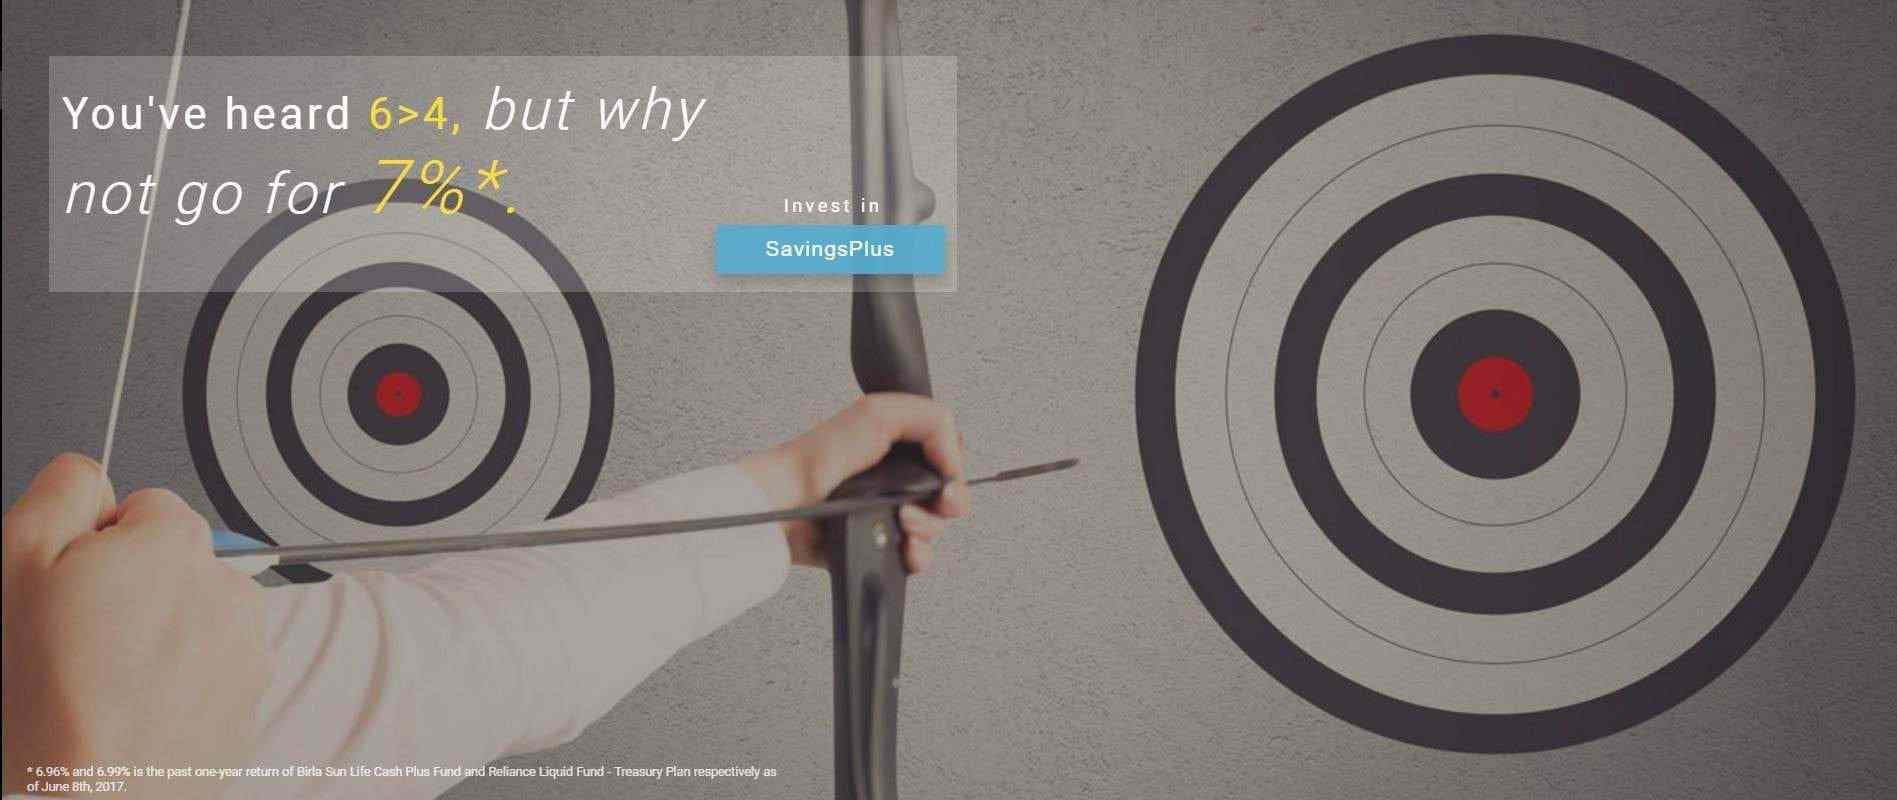 You've heard 6>4, but why
not go for 7%*.
Invest in
SavingsPlus
* 6.96% and 6.99% is the past one-year return of Birla Sun Life Cash Plus Fund and Reliance Liquid Fund - Treasury Plan respectively as
of June 8th, 2017.